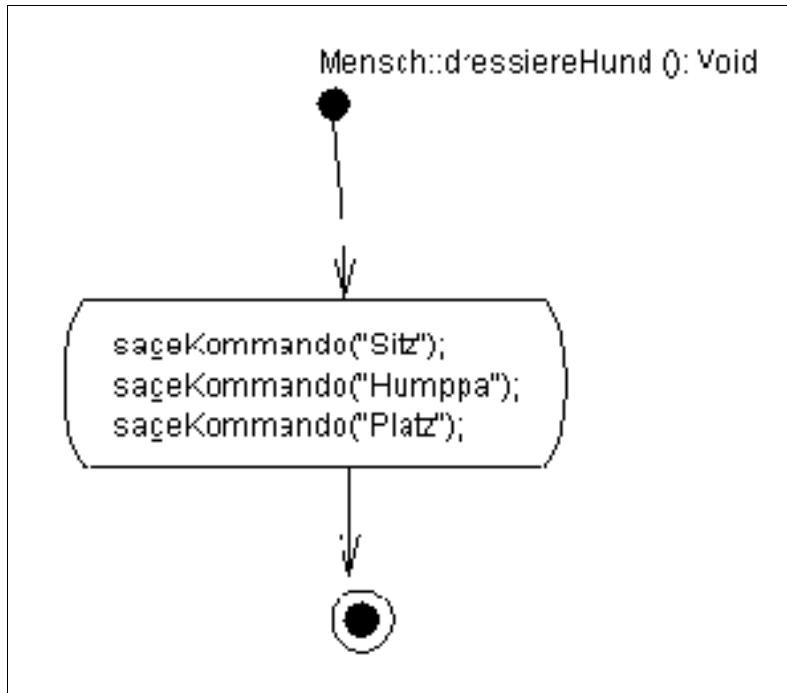 Mensch::dressiereHund (): Void
sageKommando("Sitz");
sageKommando("Humppa");
sageKommando("Platz");